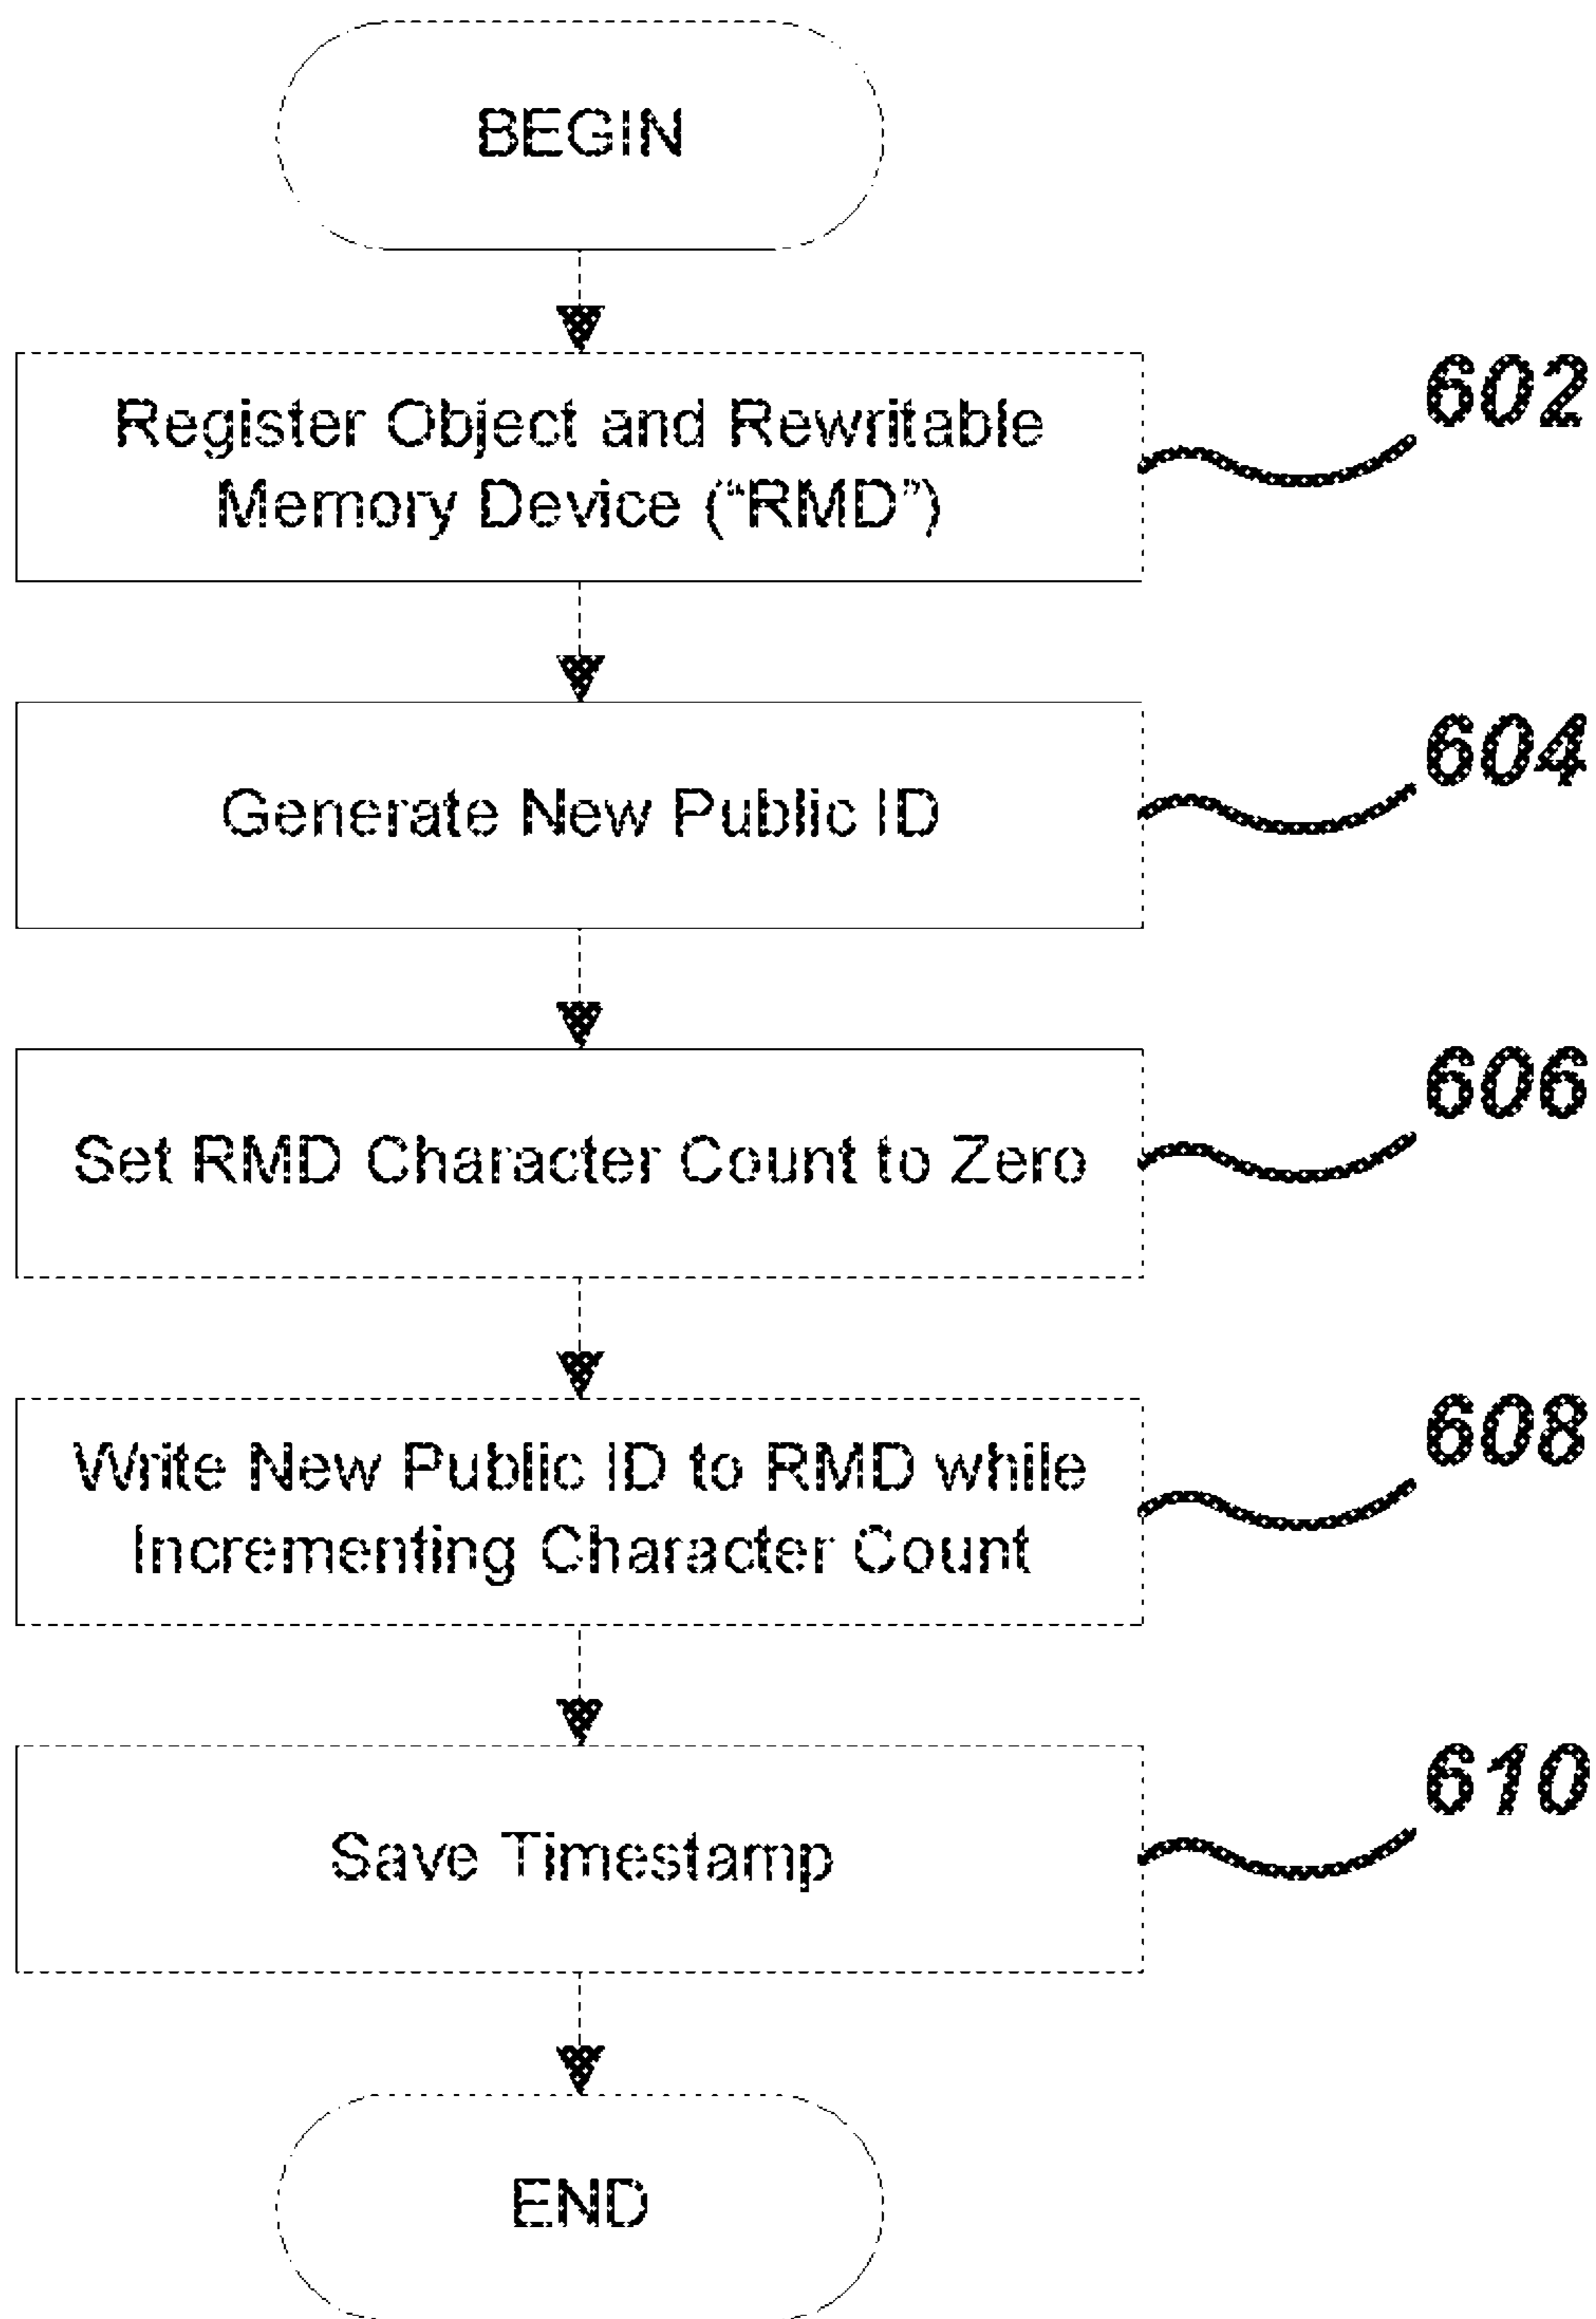 BEGIN
Register Object and Rewritable
Memory Device (“RMD”)
602
Generate New Public ID
604
Set RMD Character Count to Zero
606
Write New Public ID to RMD while
Incrementing Character Count
608
Save Timestamp
610
END